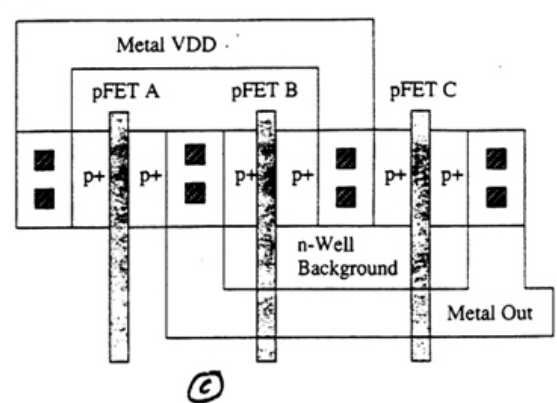 Metal VDD
pFET A pFET B pFET C
p+ p+ p+ p+ p+ p+
n-Well
Background
Metal Out
C